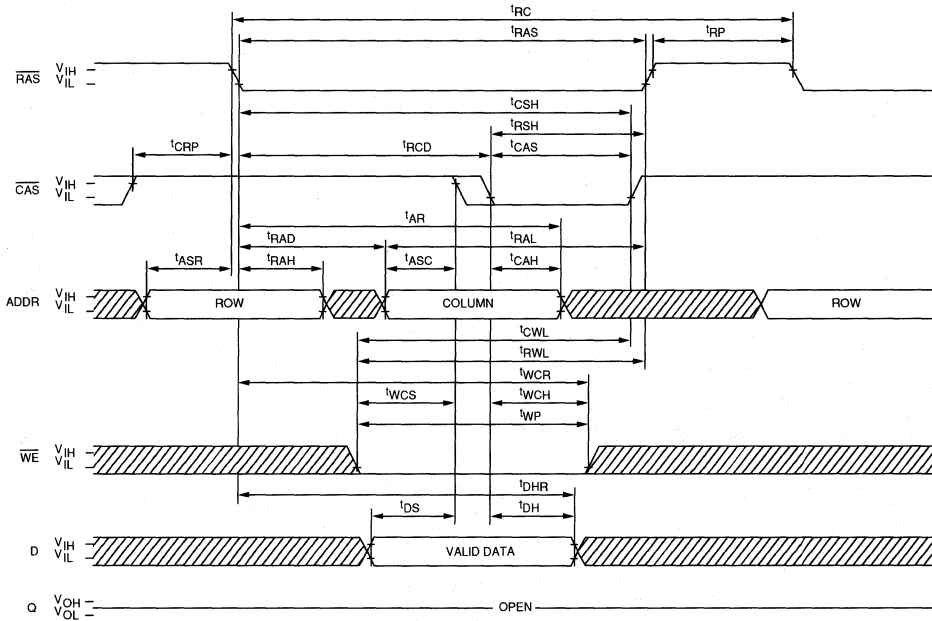 tRC
tRAS tRP
RAS VIH
VIL
tCSH
tRSH
tCRP tRCD tCAS
CAS VIH
VIL
tAR
tRAD tRAL
tASR tRAH tASC tCAH
ADDR VIH
VIL
ROW COLUMN ROW
tCWL
tRWL
tWCR
tWCS tWCH
tWP
WE VIH
VIL
tDHR
tDS tDH
D VIH
VIL
VALID DATA
Q VOH
VOL
OPEN